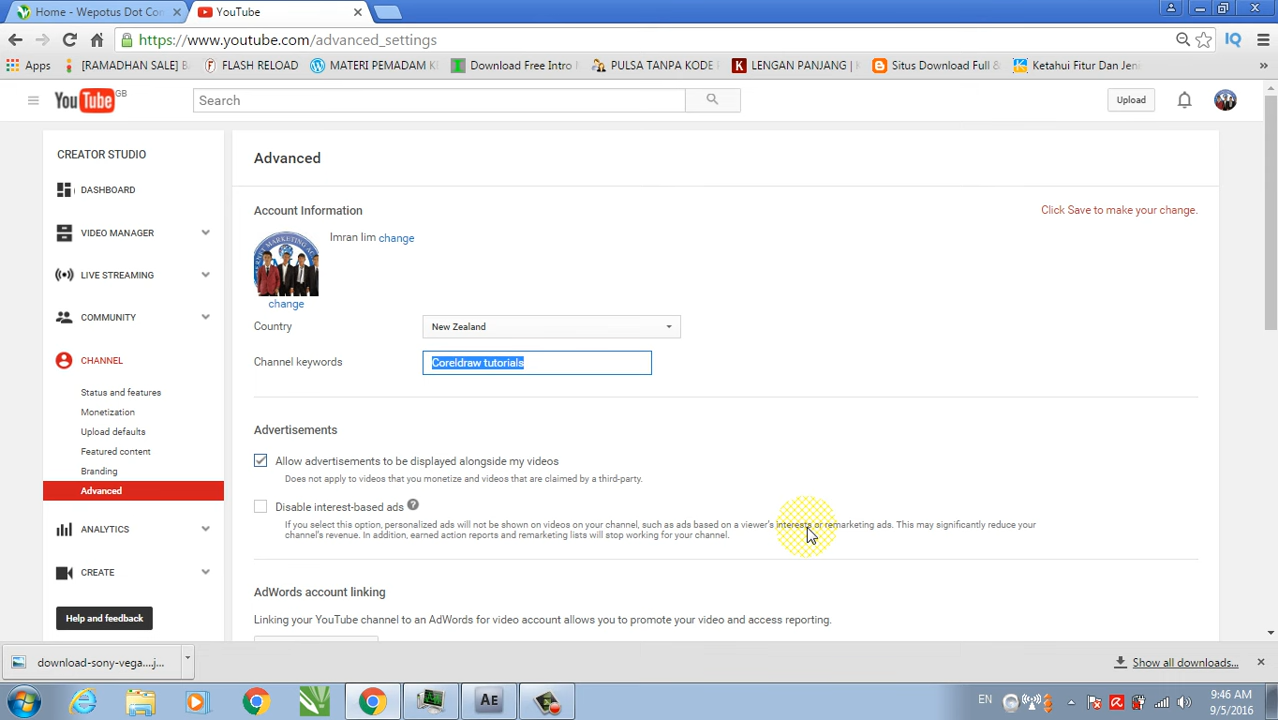 Home - Wepotus Dot Con
YouTube
https://www.youtube.com/advanced_settings
Apps
[RAMADHAN SALE] B
FLASH RELOAD
MATERI PEMADAM KE
Download Free Intro M
PULSA TANPA KODE P
LENGAN PANJANG | K
Situs Download Full &
Ketahui Fitur Dan Jeni
YouTube GB
Search
Upload
CREATOR STUDIO
DASHBOARD
VIDEO MANAGER
LIVE STREAMING
COMMUNITY
CHANNEL
Status and features
Monetization
Upload defaults
Featured content
Branding
Advanced
ANALYTICS
CREATE
Help and feedback
Advanced
Account Information
Click Save to make your change.
Imran lim change
change
Country
New Zealand
Channel keywords
Coreldraw tutorials
Advertisements
Allow advertisements to be displayed alongside my videos
Does not apply to videos that you monetize and videos that are claimed by a third-party.
Disable interest-based ads ?
If you select this option, personalized ads will not be shown on videos on your channel, such as ads based on a viewer's interests or remarketing ads. This may significantly reduce your
channel's revenue. In addition, earned action reports and remarketing lists will stop working for your channel.
AdWords account linking
Linking your YouTube channel to an AdWords for video account allows you to promote your video and access reporting.
download-sony-vega....j...
Show all downloads...
AE
EN
9:46 AM
9/5/2016